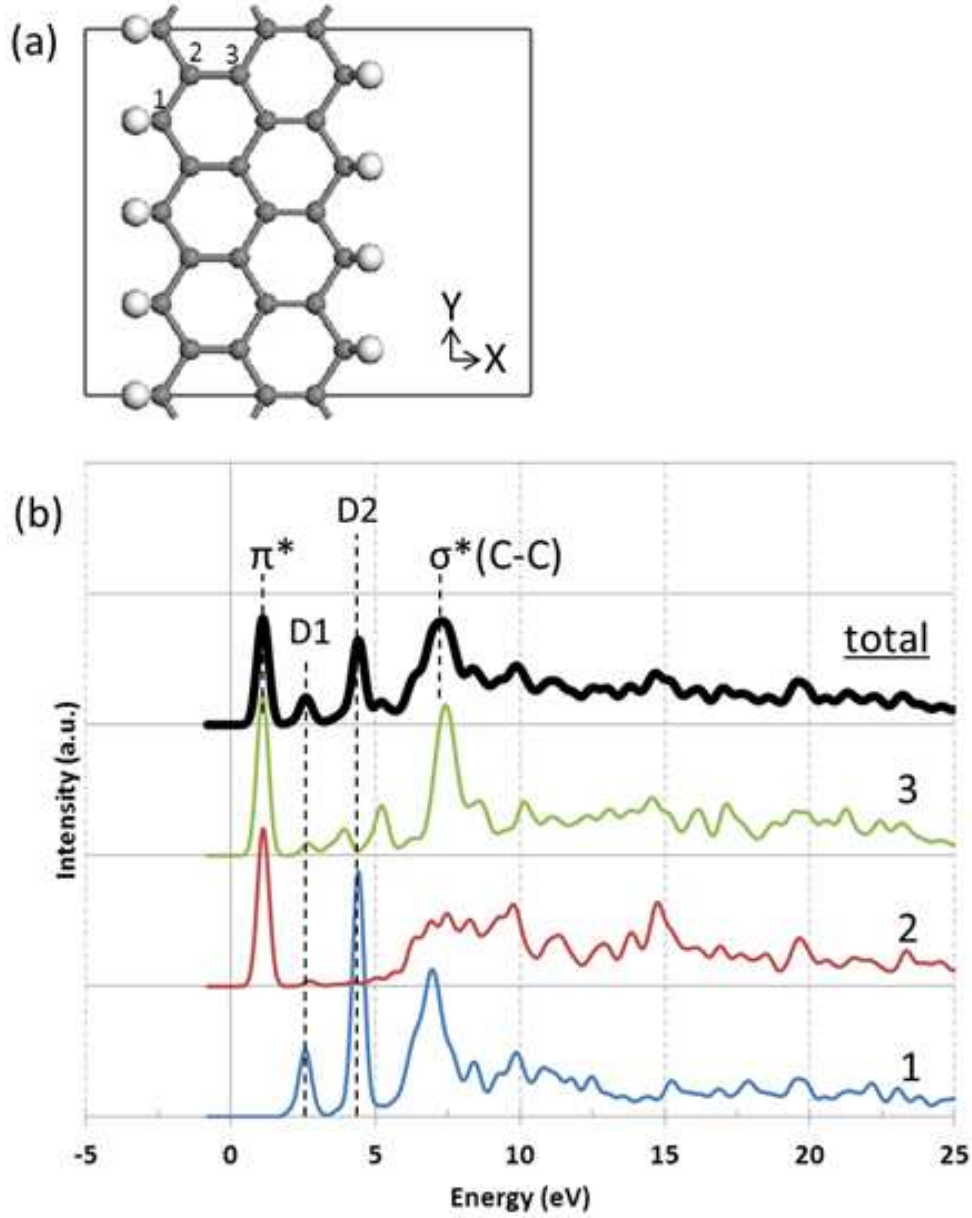 (a)
2 3
1
Y
X
(b)
D2
π* σ*(C-C)
D1
total
3
2
1
Intensity (a.u.)
-5 0 5 10 15 20 25
Energy (eV)